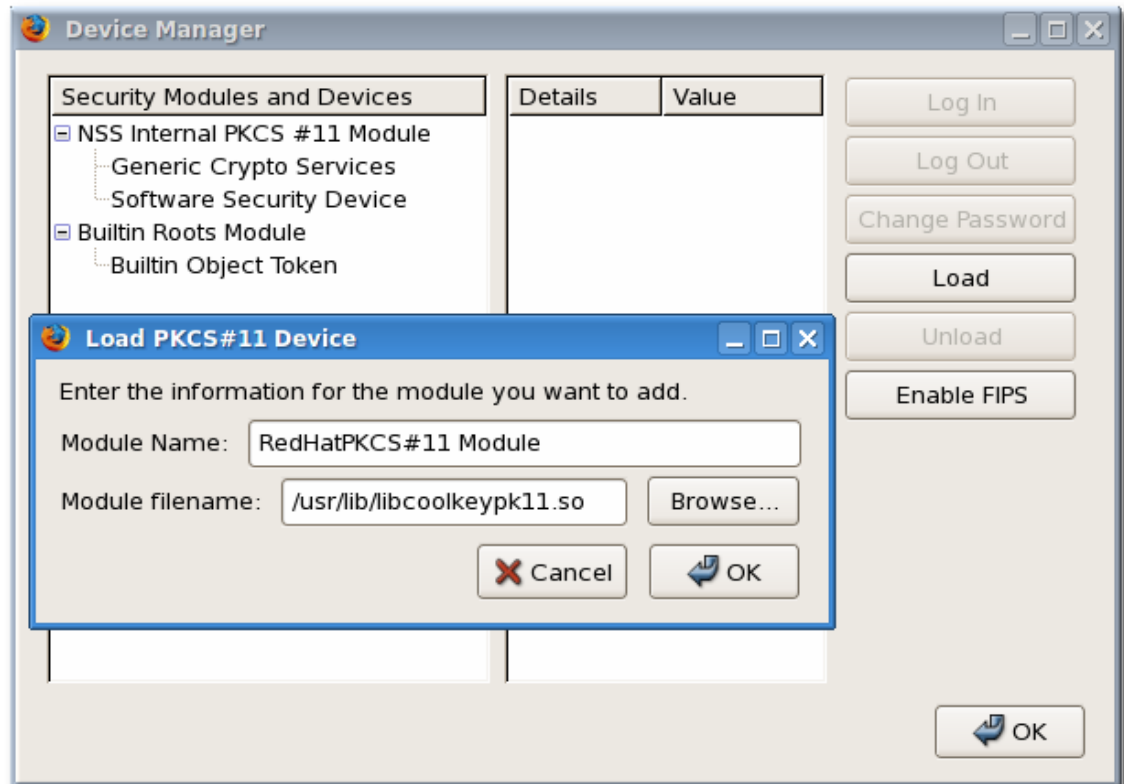 Device Manager
Security Modules and Devices
Details
Value
NSS Internal PKCS #11 Module
Generic Crypto Services
Software Security Device
Builtin Roots Module
Builtin Object Token
Log In
Log Out
Change Password
Load
Unload
Enable FIPS
Load PKCS#11 Device
Enter the information for the module you want to add.
Module Name: RedHatPKCS#11 Module
Module filename: /usr/lib/libcoolkeypk11.so Browse...
Cancel OK
OK